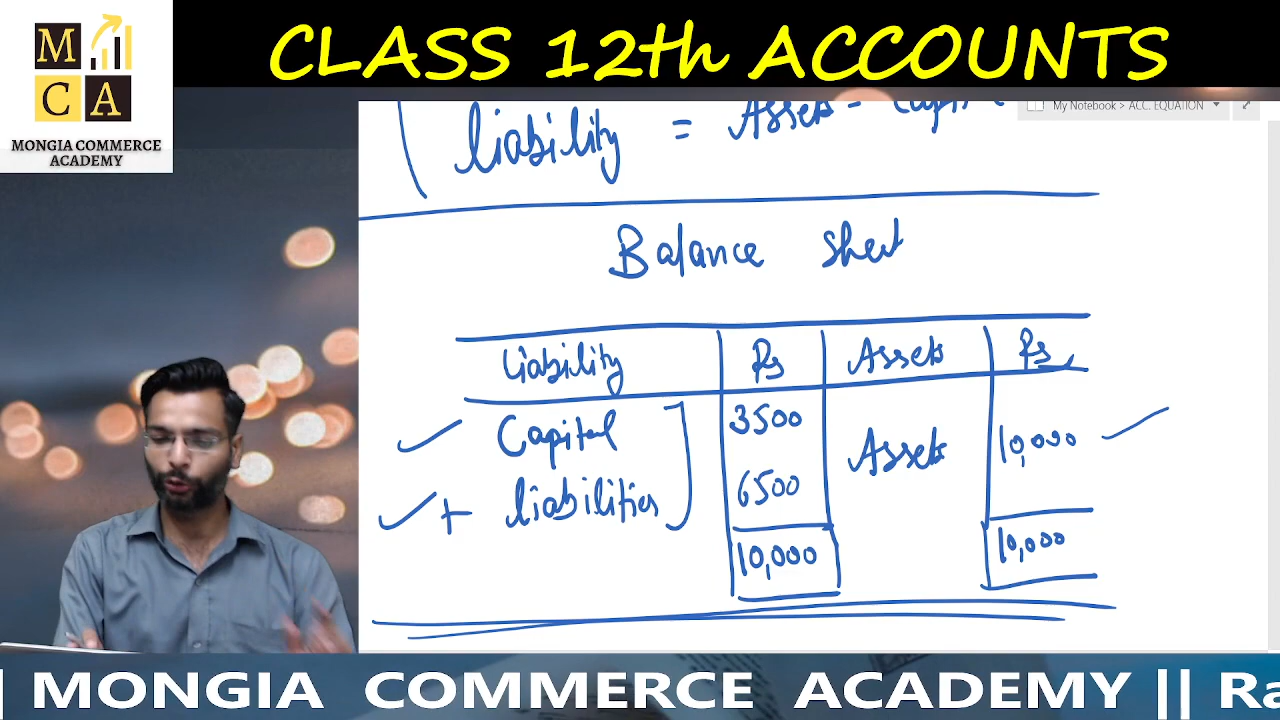 M
C A
MONGIA COMMERCE
ACADEMY
CLASS 12th ACCOUNTS
My Notebook > ACC. EQUATION
liability = Assets -
Balance Sheet
Liability Rs Assets Rs
Capital 3500 Assets 10,000
+ liabilities 6500
10,000 10,000
| MONGIA COMMERCE ACADEMY || Ra